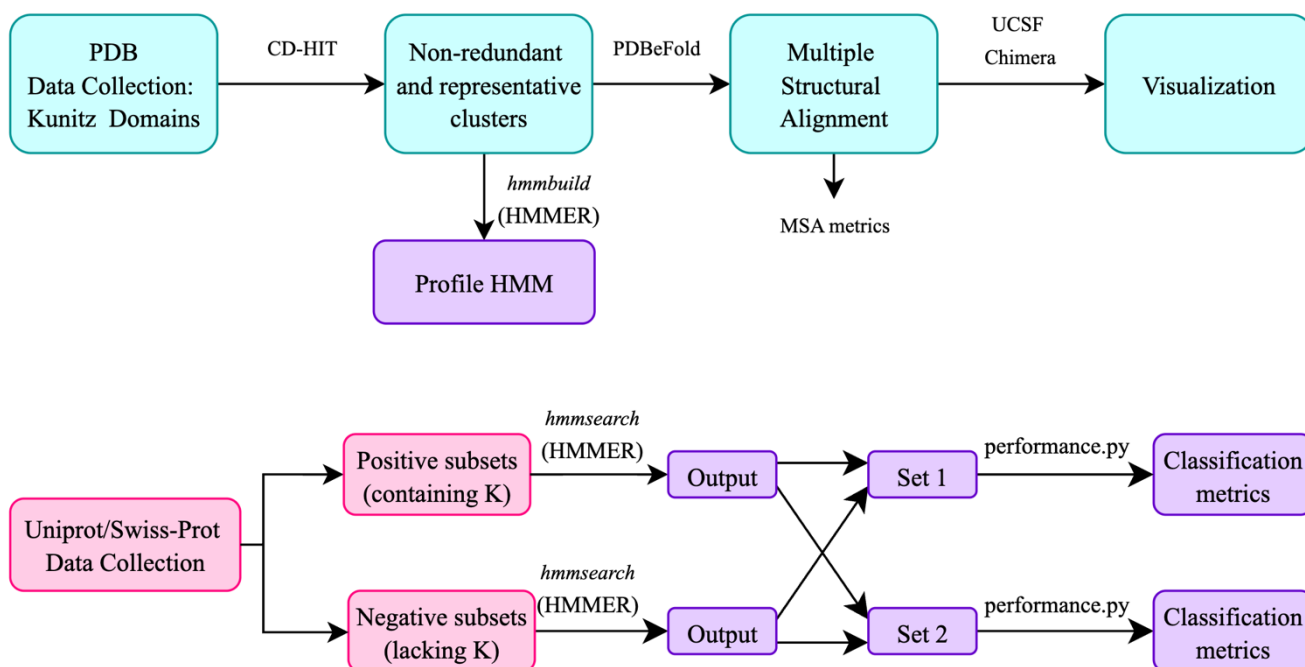 PDB
Data Collection:
Kunitz Domains
CD-HIT
Non-redundant
and representative
clusters
PDBeFold
Multiple
Structural
Alignment
UCSF
Chimera
Visualization
hmmbuild
(HMMER)
MSA metrics
Profile HMM
Uniprot/Swiss-Prot
Data Collection
Positive subsets
(containing K)
hmmsearch
(HMMER)
Output
Set 1
performance.py
Classification
metrics
Negative subsets
(lacking K)
hmmsearch
(HMMER)
Output
Set 2
performance.py
Classification
metrics